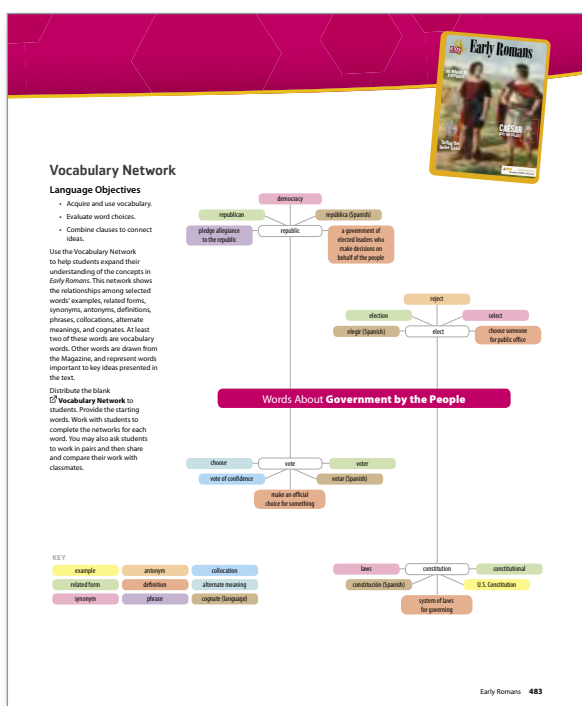 Early Romans
CAESAR
Vocabulary Network
Language Objectives
• Acquire and use vocabulary.
• Evaluate word choices.
• Combine clauses to connect
ideas.
Use the Vocabulary Network
to help students expand their
understanding of the concepts in
Early Romans. This network shows
the relationships among selected
words' examples, related forms,
synonyms, antonyms, definitions,
phrases, collocations, alternate
meanings, and cognates. At least
two of these words are vocabulary
words. Other words are drawn from
the Magazine, and represent words
important to key ideas presented in
the text.
Distribute the blank
Vocabulary Network to
students. Provide the starting
words. Work with students to
complete the networks for each
word. You may also ask students
to work in pairs and then share
and compare their work with
classmates.
democracy
republican
república (Spanish)
pledge allegiance
to the republic
republic
a government of
elected leaders who
make decisions on
behalf of the people
reject
election
select
elegir (Spanish)
elect
choose someone
for public office
Words About Government by the People
choose
vote
voter
vote of confidence
votar (Spanish)
make an official
choice for something
laws
constitution
constitutional
constitución (Spanish)
U.S. Constitution
system of laws
for governing
KEY
example
antonym
collocation
related form
definition
alternate meaning
synonym
phrase
cognate (language)
Early Romans 483